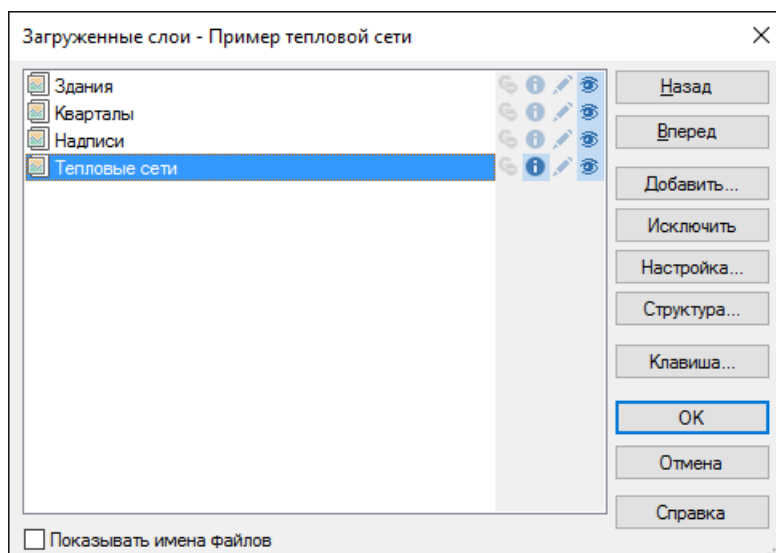 Загруженные слои - Пример тепловой сети
Здания
Кварталы
Надписи
Тепловые сети
Назад
Вперед
Добавить...
Исключить
Настройка...
Структура...
Клавиша...
OK
Отмена
Справка
Показывать имена файлов